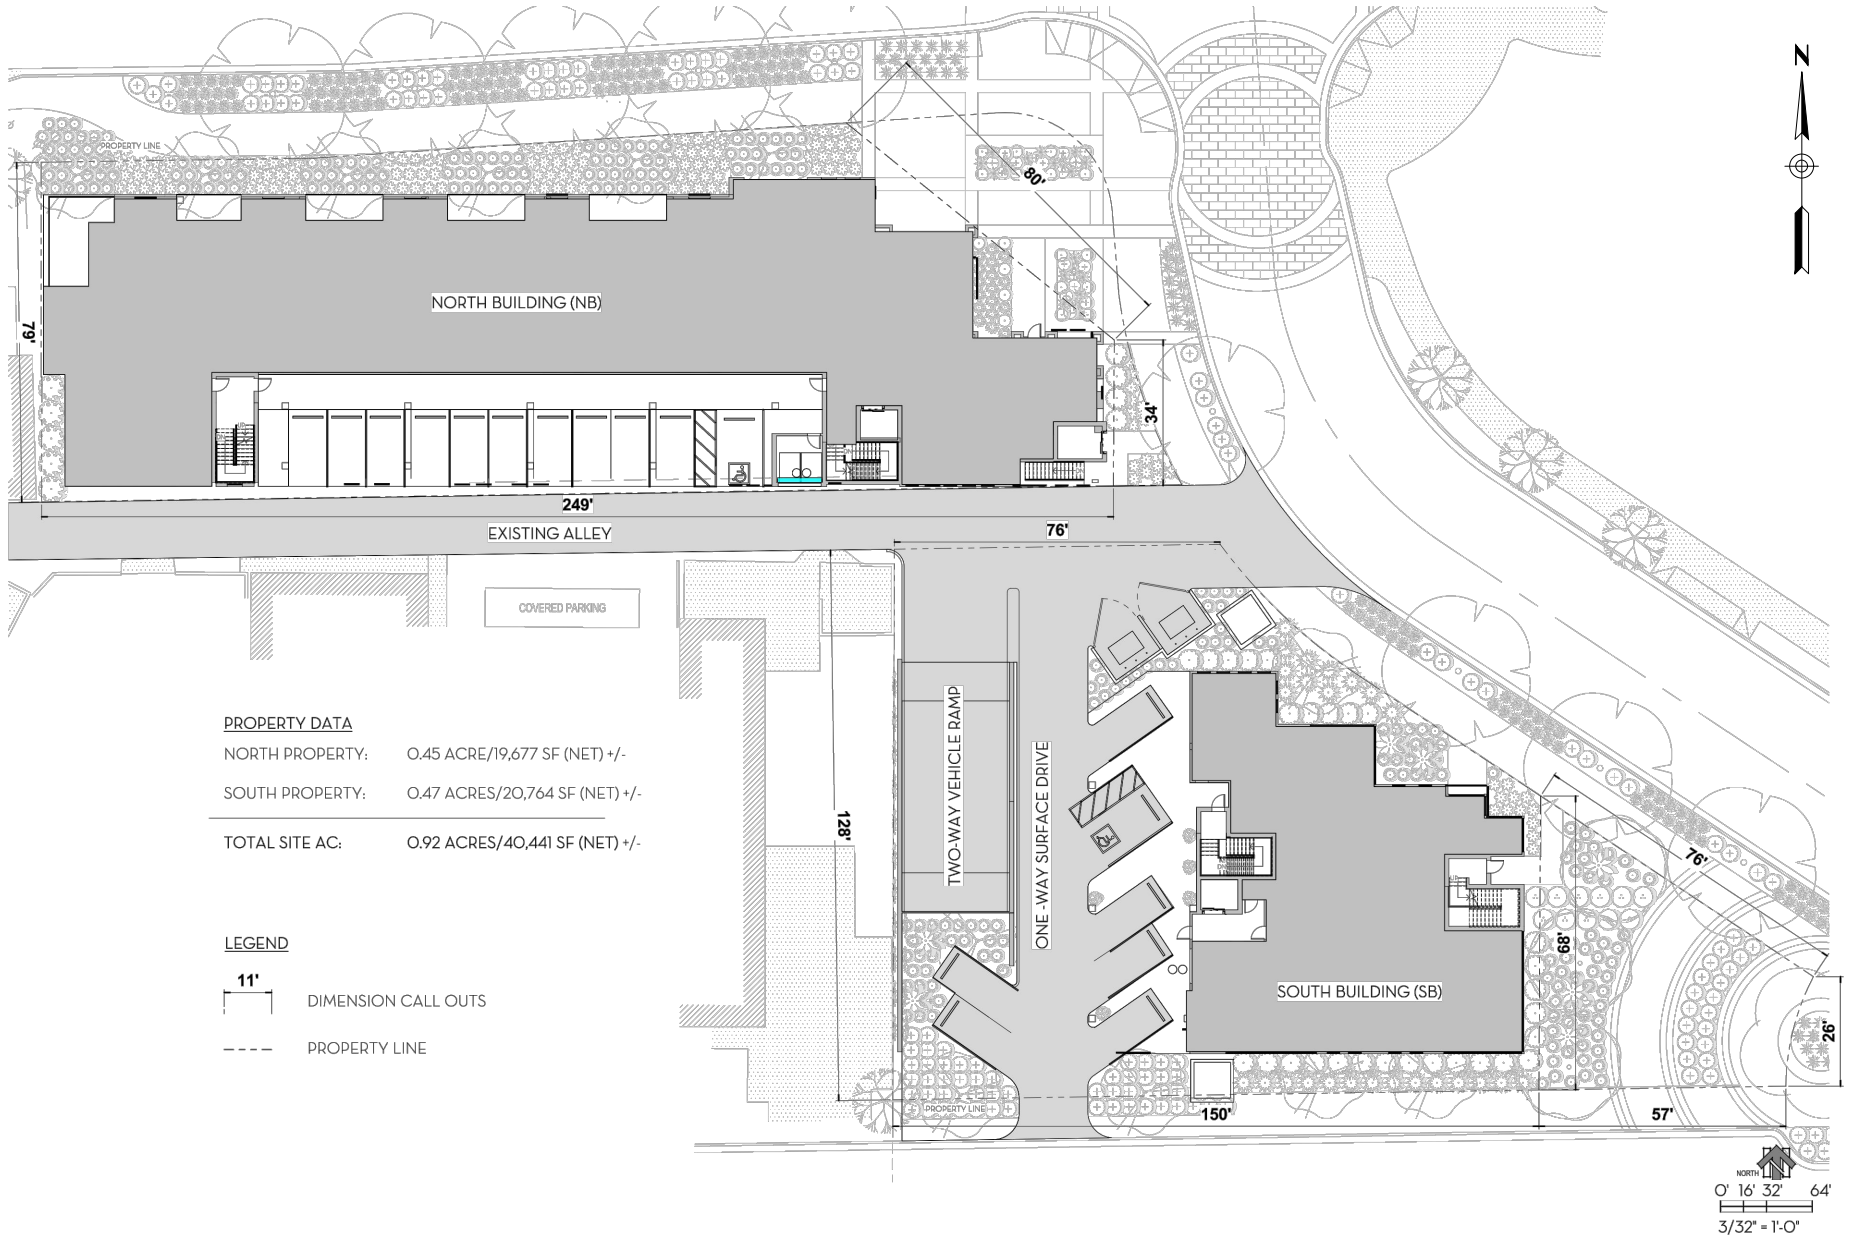 N
PROPERTY LINE
80'
NORTH BUILDING (NB)
79'
34'
249'
76'
EXISTING ALLEY
COVERED PARKING
TWO-WAY VEHICLE RAMP
ONE -WAY SURFACE DRIVE
PROPERTY DATA
NORTH PROPERTY: 0.45 ACRE/19,677 SF (NET) +/-
SOUTH PROPERTY: 0.47 ACRES/20,764 SF (NET) +/-
TOTAL SITE AC: 0.92 ACRES/40,441 SF (NET) +/-
128'
76'
68'
LEGEND
11'
DIMENSION CALL OUTS
PROPERTY LINE
SOUTH BUILDING (SB)
26'
PROPERTY LINE
150'
57'
NORTH
0' 16' 32' 64'
3/32" = 1'-0"